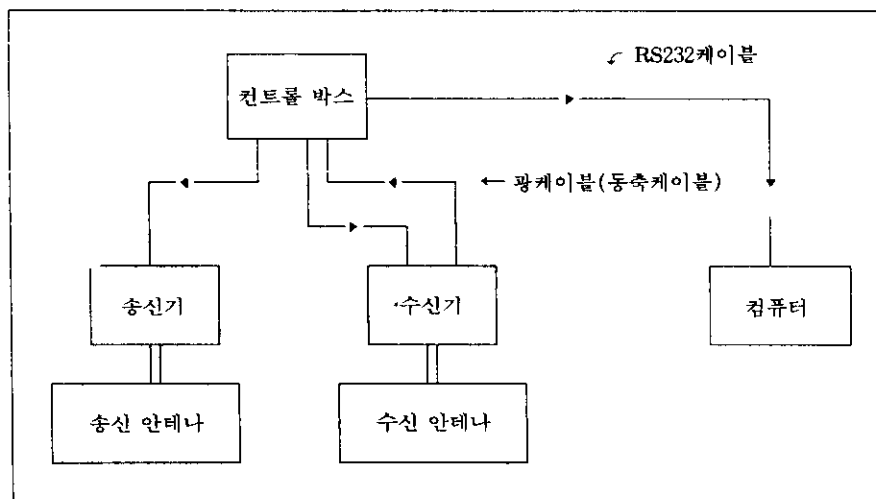 RS232케이블
컨트롤 박스
광케이블(동축케이블)
송신기
수신기
컴퓨터
송신 안테나
수신 안테나